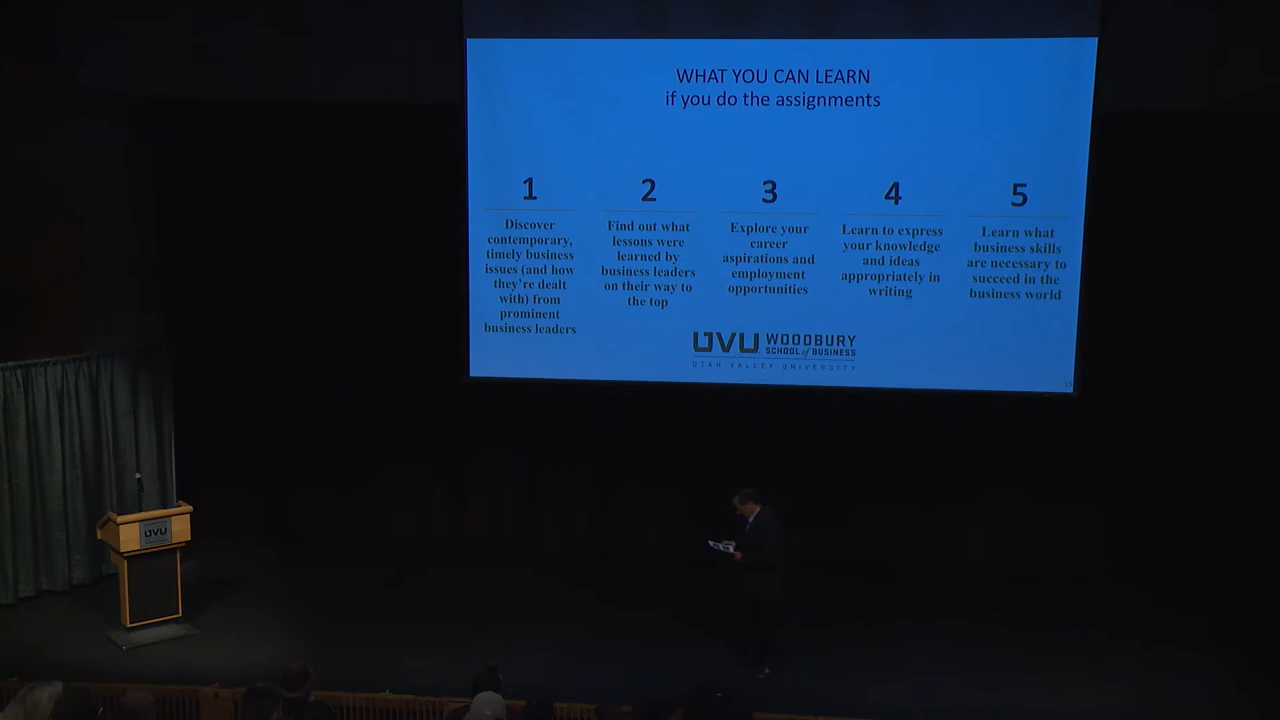 WHAT YOU CAN LEARN
if you do the assignments
1
Discover
contemporary,
timely business
issues (and how
they're dealt
with) from
prominent
business leaders
2
Find out what
lessons were
learned by
business leaders
on their way to
the top
3
Explore your
career
aspirations and
employment
opportunities
4
Learn to express
your knowledge
and ideas
appropriately in
writing
5
Learn what
business skills
are necessary to
succeed in the
business world
UVU WOODBURY
SCHOOL of BUSINESS
UTAH VALLEY UNIVERSITY
UVU